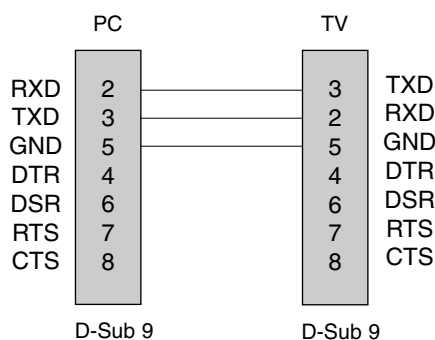 PC TV
RXD 2 3 TXD
TXD 3 2 RXD
GND 5 5 GND
DTR 4 4 DTR
DSR 6 6 DSR
RTS 7 7 RTS
CTS 8 8 CTS
D-Sub 9 D-Sub 9